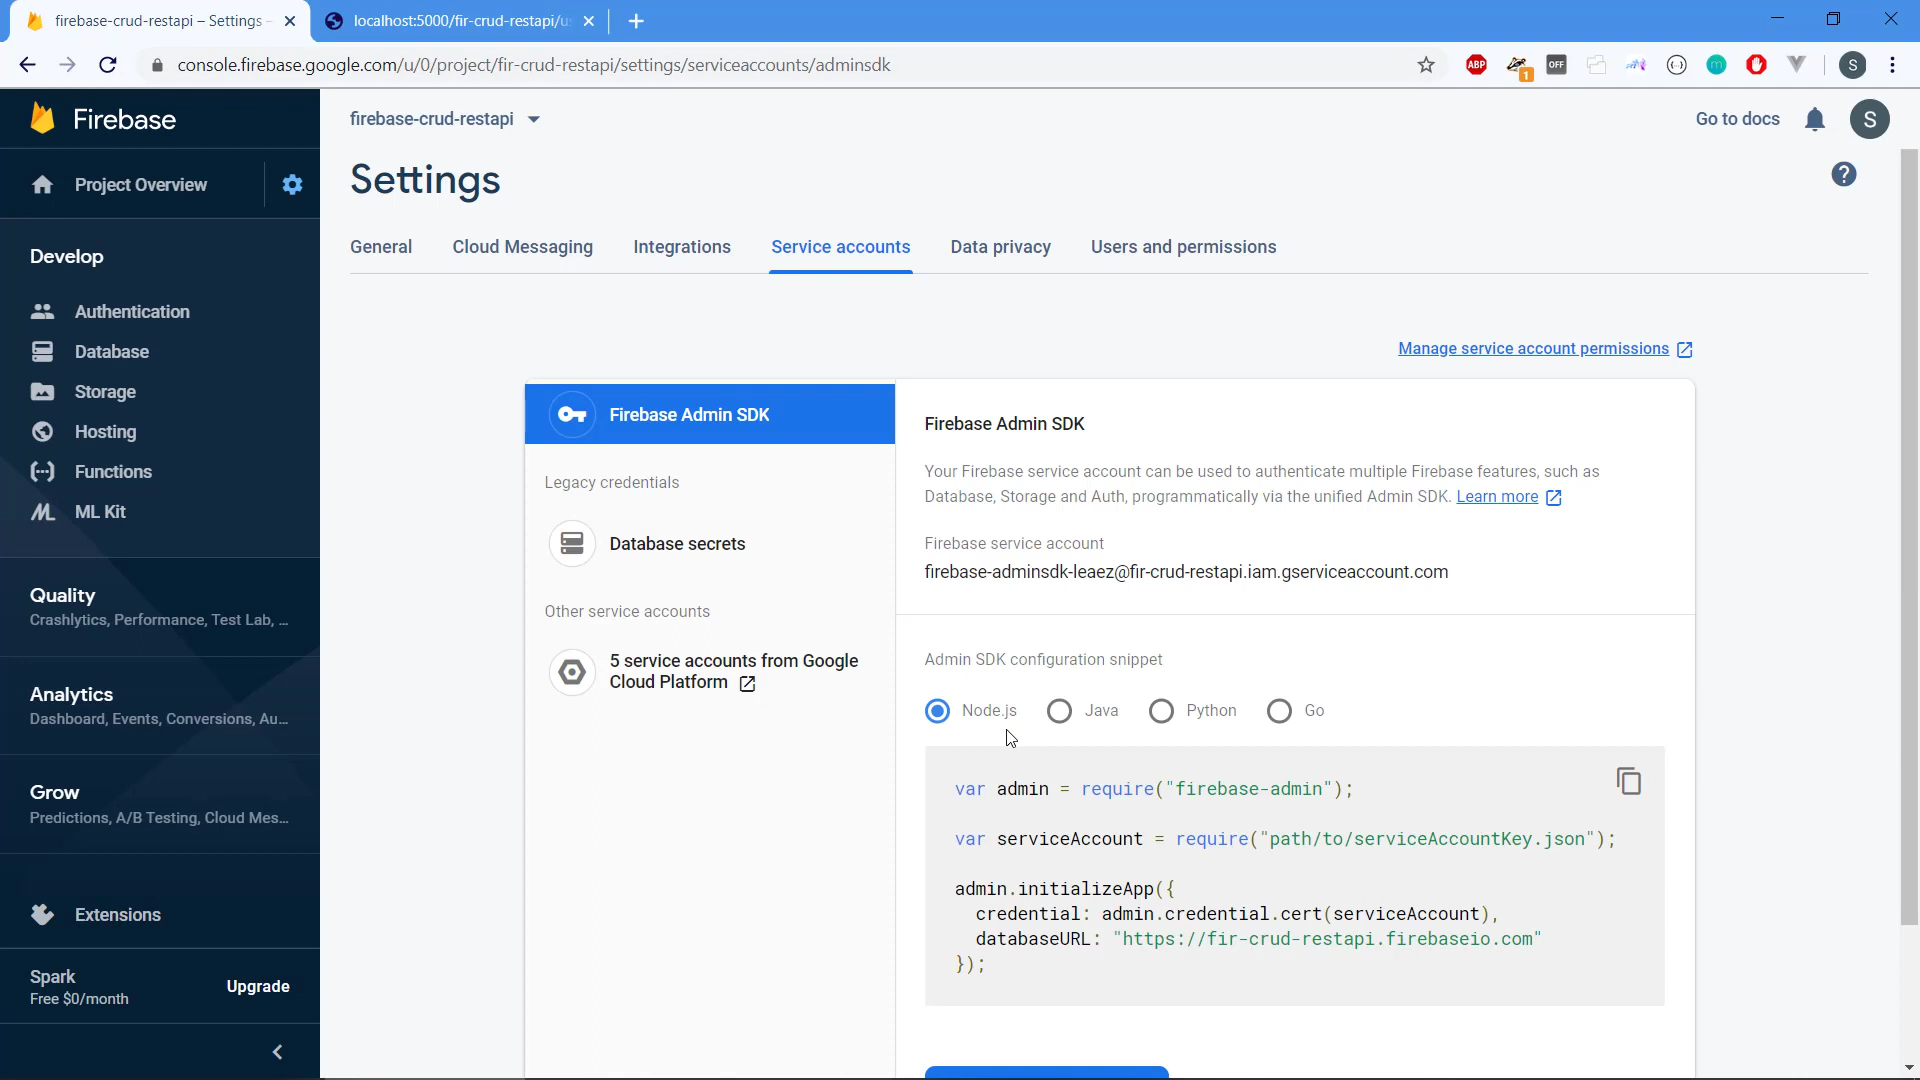 firebase-crud-restapi – Settings -
localhost:5000/fir-crud-restapi/u
console.firebase.google.com/u/0/project/fir-crud-restapi/settings/serviceaccounts/adminsdk
ABP
1
OFF
m
S
Firebase
firebase-crud-restapi
Go to docs
S
Project Overview
Settings
?
General
Cloud Messaging
Integrations
Service accounts
Data privacy
Users and permissions
Develop
Authentication
Database
Storage
Hosting
Functions
ML Kit
Quality
Crashlytics, Performance, Test Lab, ...
Analytics
Dashboard, Events, Conversions, Au...
Grow
Predictions, A/B Testing, Cloud Mes...
Extensions
Spark
Free $0/month
Upgrade
Manage service account permissions
Firebase Admin SDK
Legacy credentials
Database secrets
Other service accounts
5 service accounts from Google
Cloud Platform
Firebase Admin SDK
Your Firebase service account can be used to authenticate multiple Firebase features, such as
Database, Storage and Auth, programmatically via the unified Admin SDK. Learn more
Firebase service account
firebase-adminsdk-leaez@fir-crud-restapi.iam.gserviceaccount.com
Admin SDK configuration snippet
Node.js
Java
Python
Go
var admin = require("firebase-admin");
var serviceAccount = require("path/to/serviceAccountKey.json");
admin.initializeApp({
credential: admin.credential.cert(serviceAccount),
databaseURL: "https://fir-crud-restapi.firebaseio.com"
});